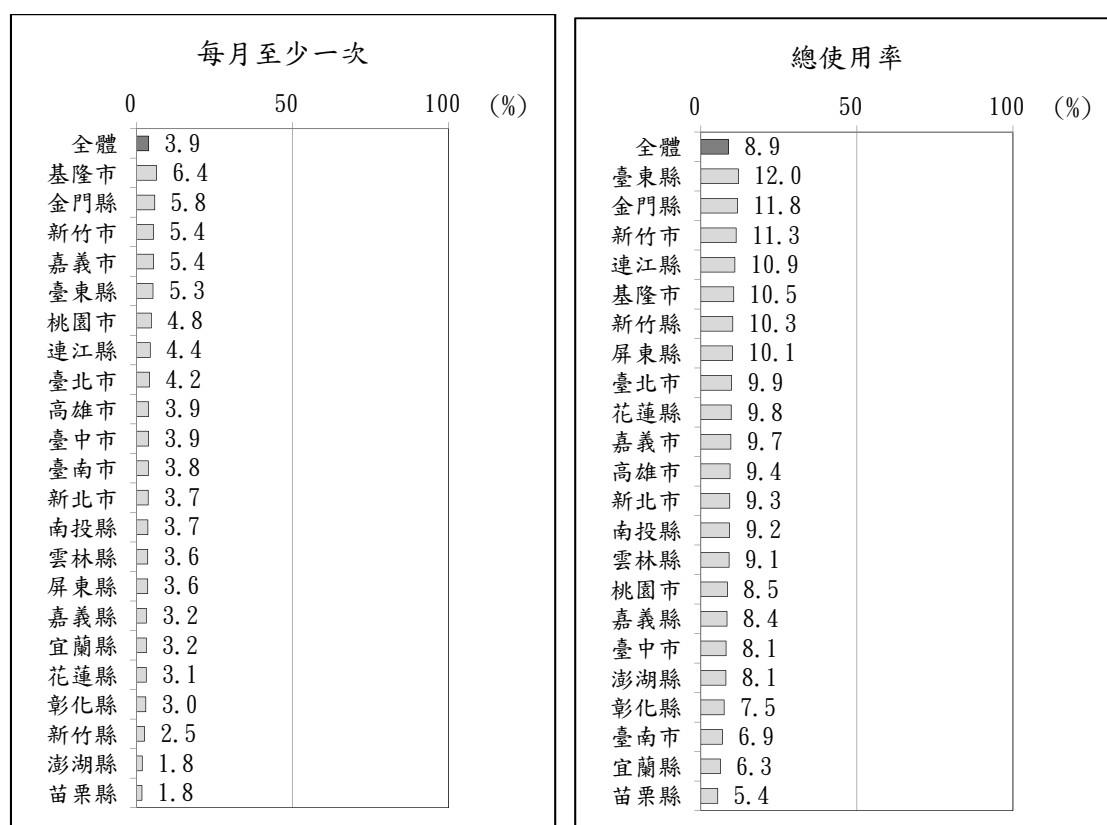 每月至少一次
0 50 100 (%)
全體 3.9
基隆市 6.4
金門縣 5.8
新竹市 5.4
嘉義市 5.4
臺東縣 5.3
桃園市 4.8
連江縣 4.4
臺北市 4.2
高雄市 3.9
臺中市 3.9
臺南市 3.8
新北市 3.7
南投縣 3.7
雲林縣 3.6
屏東縣 3.6
嘉義縣 3.2
宜蘭縣 3.2
花蓮縣 3.1
彰化縣 3.0
新竹縣 2.5
澎湖縣 1.8
苗栗縣 1.8
總使用率
0 50 100 (%)
全體 8.9
臺東縣 12.0
金門縣 11.8
新竹市 11.3
連江縣 10.9
基隆市 10.5
新竹縣 10.3
屏東縣 10.1
臺北市 9.9
花蓮縣 9.8
嘉義市 9.7
高雄市 9.4
新北市 9.3
南投縣 9.2
雲林縣 9.1
桃園市 8.5
嘉義縣 8.4
臺中市 8.1
澎湖縣 8.1
彰化縣 7.5
臺南市 6.9
宜蘭縣 6.3
苗栗縣 5.4